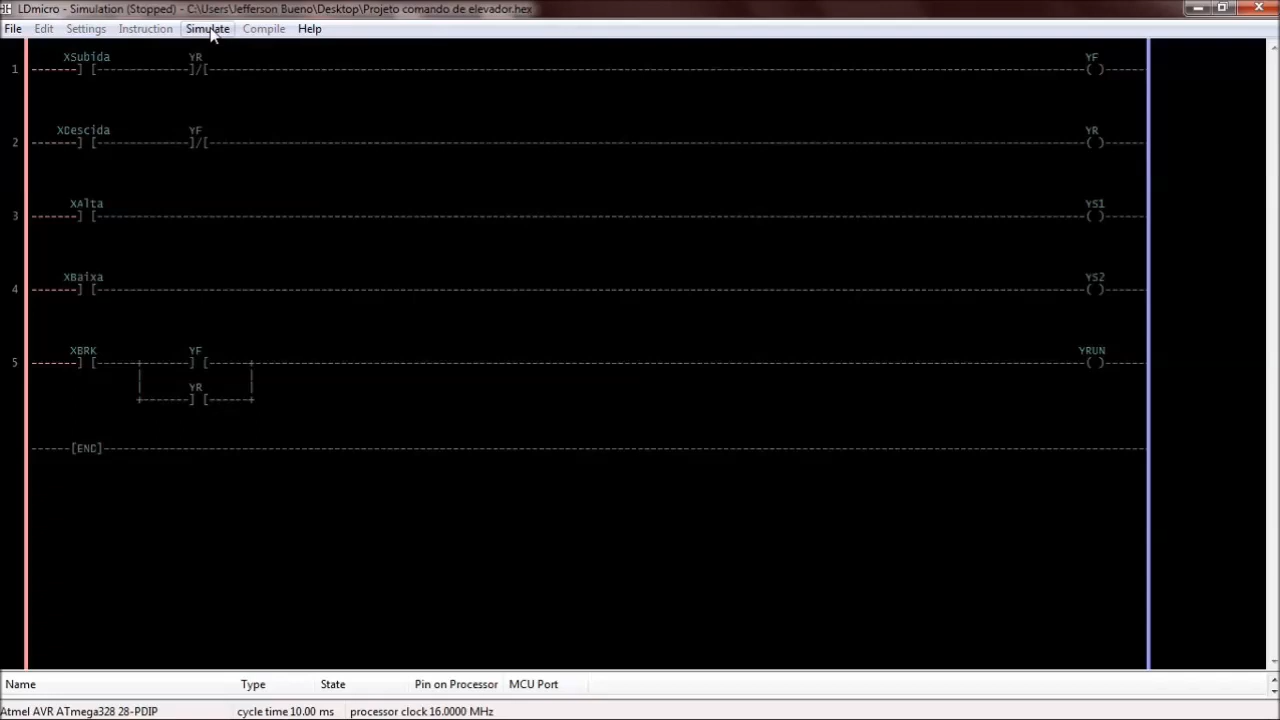 LDmicro - Simulation (Stopped) - C:\Users\Jefferson Bueno\Desktop\Projeto comando de elevador.hex
File Edit Settings Instruction Simulate Compile Help
XSubida YR YF
1 ------] [-------------]/[------( )------
XDescida YF YR
2 ------] [-------------]/[------( )------
XAlta YS1
3 ------] [------( )------
XBaixa YS2
4 ------] [------( )------
XBRK YF YRUN
5 ------] [------+-------] [------+------( )------
YR
+-------] [------+
------[END]------
Name Type State Pin on Processor MCU Port
Atmel AVR ATmega328 28-PDIP cycle time 10.00 ms processor clock 16.0000 MHz